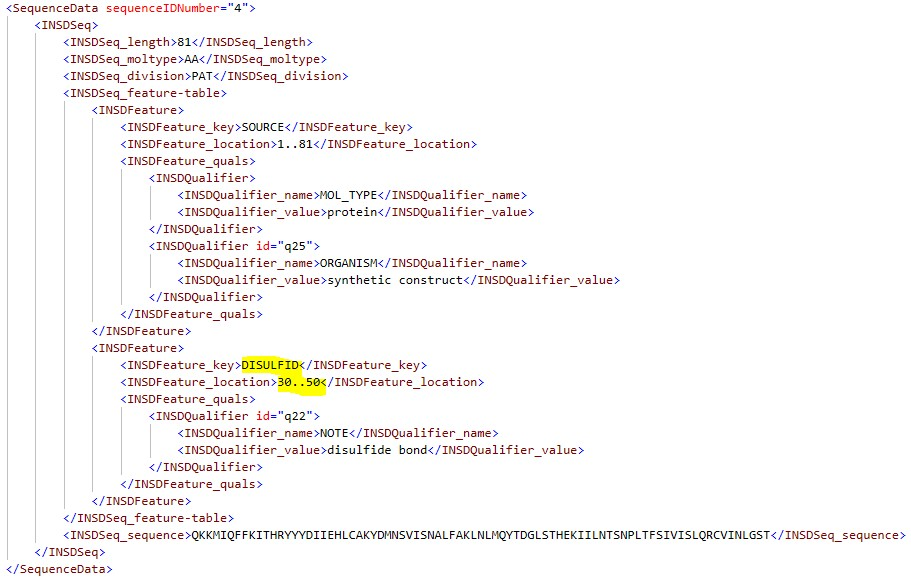 <SequenceData sequenceIDNumber="4">
<INSDSeq>
<INSDSeq_length>81</INSDSeq_length>
<INSDSeq_moltype>AA</INSDSeq_moltype>
<INSDSeq_division>PAT</INSDSeq_division>
<INSDSeq_feature-table>
<INSDFeature>
<INSDFeature_key>SOURCE</INSDFeature_key>
<INSDFeature_location>1..81</INSDFeature_location>
<INSDFeature_quals>
<INSDQualifier>
<INSDQualifier_name>MOL_TYPE</INSDQualifier_name>
<INSDQualifier_value>protein</INSDQualifier_value>
</INSDQualifier>
<INSDQualifier id="q25">
<INSDQualifier_name>ORGANISM</INSDQualifier_name>
<INSDQualifier_value>synthetic construct</INSDQualifier_value>
</INSDQualifier>
</INSDFeature_quals>
</INSDFeature>
<INSDFeature>
<INSDFeature_key>DISULFID</INSDFeature_key>
<INSDFeature_location>30..50</INSDFeature_location>
<INSDFeature_quals>
<INSDQualifier id="q22">
<INSDQualifier_name>NOTE</INSDQualifier_name>
<INSDQualifier_value>disulfide bond</INSDQualifier_value>
</INSDQualifier>
</INSDFeature_quals>
</INSDFeature>
</INSDSeq_feature-table>
<INSDSeq_sequence>QKKMIQFFKITHRYYYDIIEHLCAKYDMNSVISNALFAKLNLMQYTDGLSTHEKIILNTSNPLTFSIVISLQRCVINLGST</INSDSeq_sequence>
</INSDSeq>
</SequenceData>